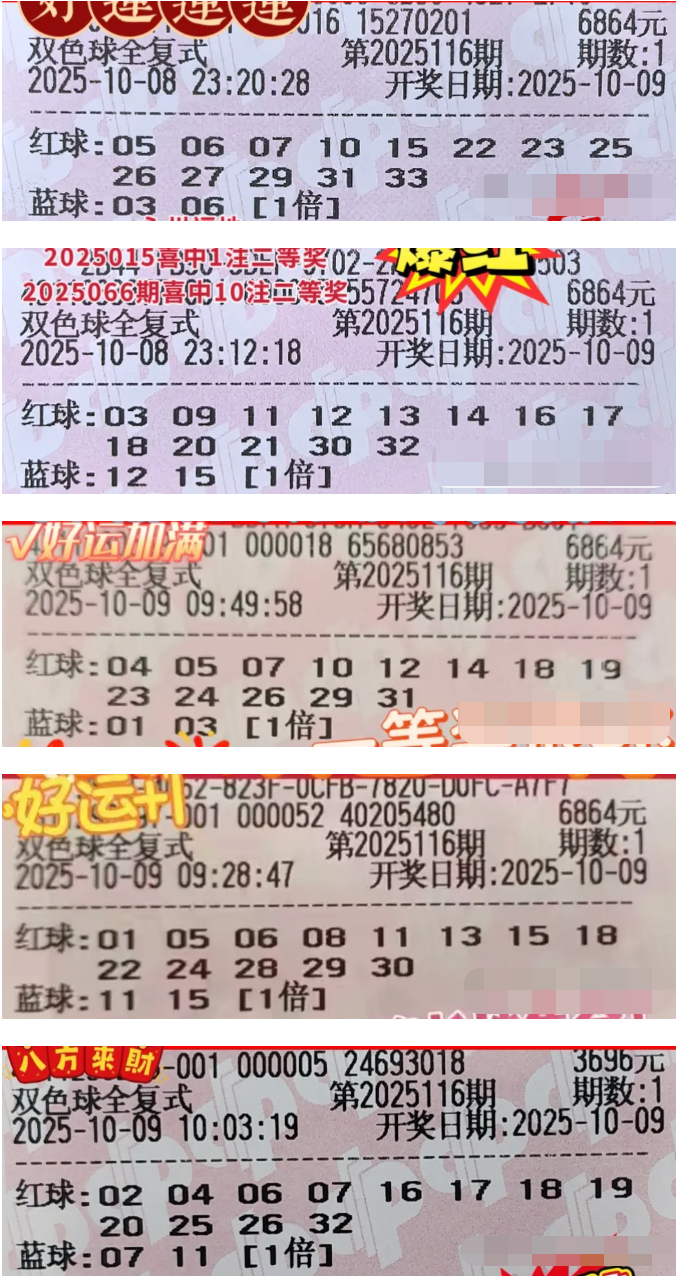 好運運運
016 15270201 6864元
双色球全复式 第2025116期 期数:1
2025-10-08 23:20:28 开奖日期:2025-10-09
红球:05 06 07 10 15 22 23 25
26 27 29 31 33
蓝球:03 06 [1倍]
2025015喜中1注二等奖
爆红
503
2025066期喜中10注二等奖
6864元
双色球全复式 第2025116期 期数:1
2025-10-08 23:12:18 开奖日期:2025-10-09
红球:03 09 11 12 13 14 16 17
18 20 21 30 32
蓝球:12 15 [1倍]
√好运加满
01 000018 65680853 6864元
双色球全复式 第2025116期 期数:1
2025-10-09 09:49:58 开奖日期:2025-10-09
红球:04 05 07 10 12 14 18 19
23 24 26 29 31
蓝球:01 03 [1倍]
52-823F-0CFB-7820-D0FC-A7F7
好运+1
001 000052 40205480 6864元
双色球全复式 第2025116期 期数:1
2025-10-09 09:28:47 开奖日期:2025-10-09
红球:01 05 06 08 11 13 15 18
22 24 28 29 30
蓝球:11 15 [1倍]
八方來財
-001 000005 24693018 3696元
双色球全复式 第2025116期 期数:1
2025-10-09 10:03:19 开奖日期:2025-10-09
红球:02 04 06 07 16 17 18 19
20 25 26 32
蓝球:07 11 [1倍]